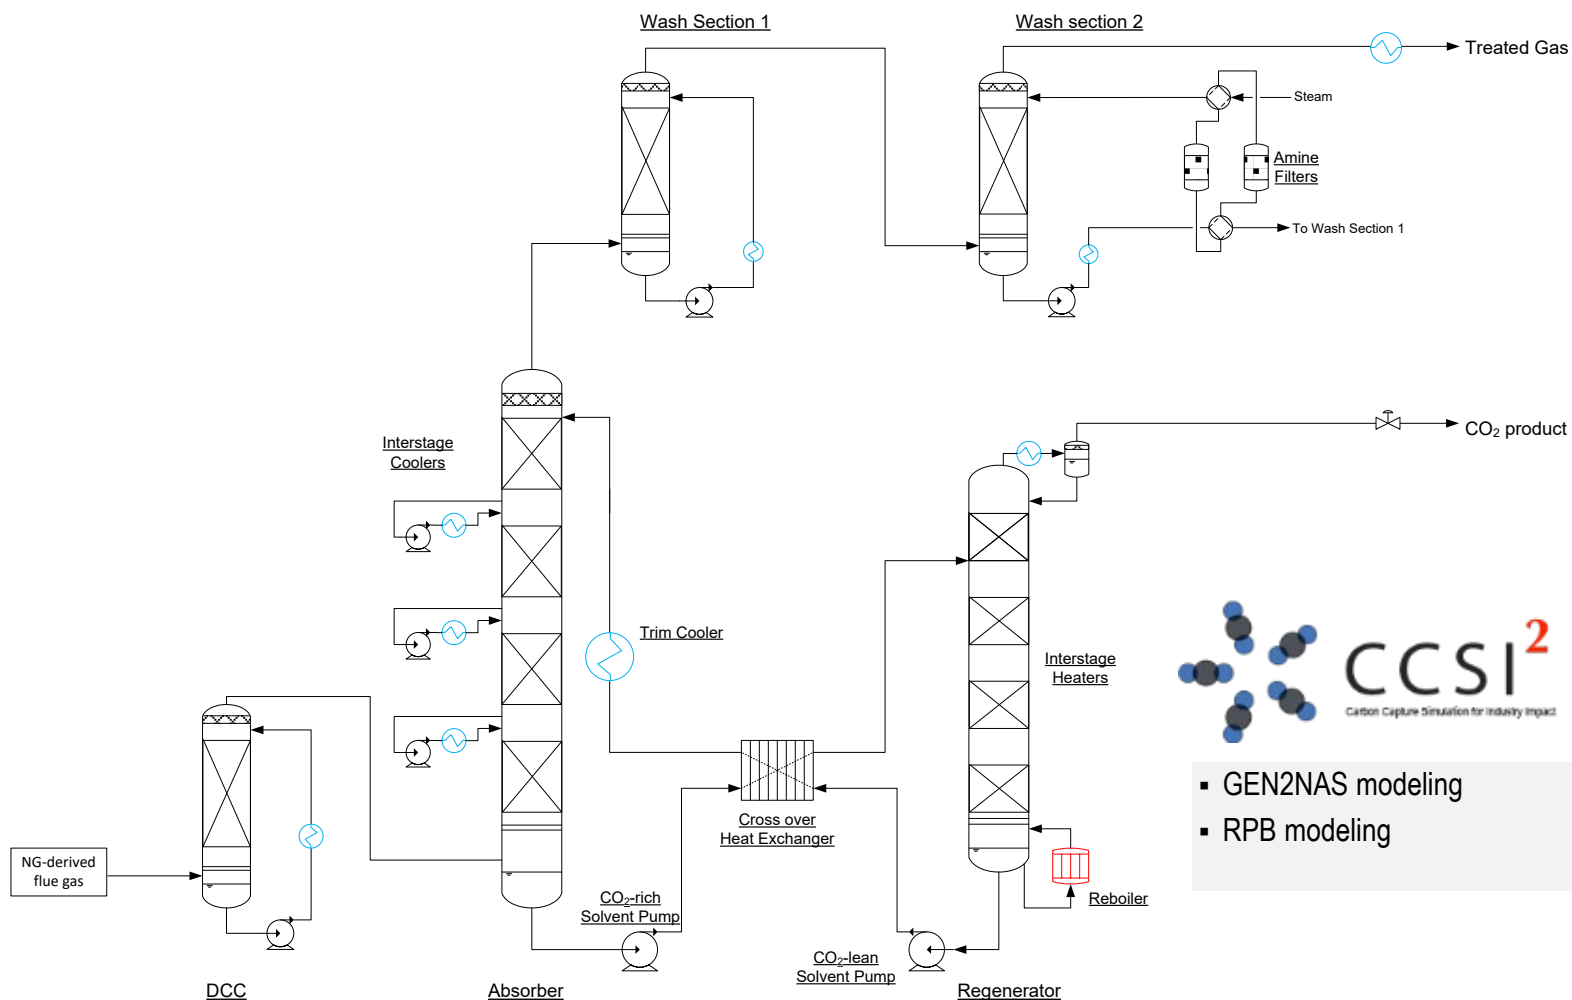 Wash Section 1
Wash section 2
Treated Gas
Steam
Amine
Filters
To Wash Section 1
Interstage
Coolers
CO₂ product
Trim Cooler
Interstage
Heaters
CCSI²
Carbon Capture Simulation for Industry Impact
▪ GEN2NAS modeling
▪ RPB modeling
Cross over
Heat Exchanger
NG-derived
flue gas
CO₂-rich
Solvent Pump
Reboiler
CO₂-lean
Solvent Pump
DCC
Absorber
Regenerator